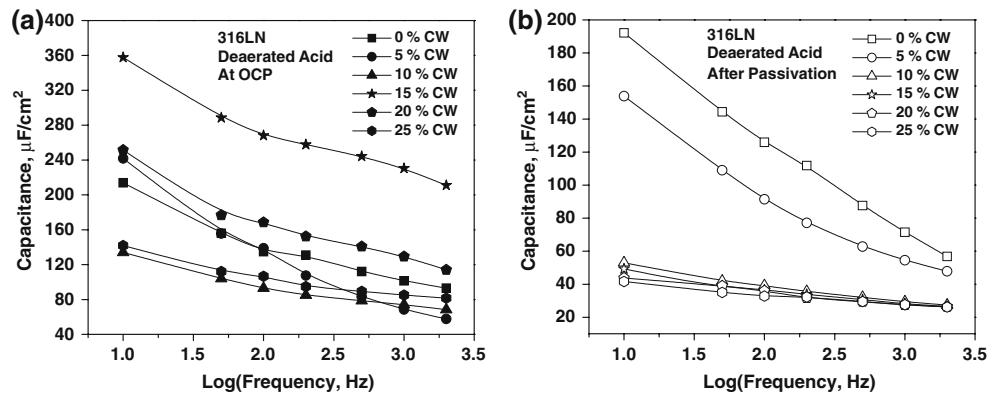 (a)
400
360
320
280
240
200
160
120
80
40
Capacitance, µF/cm2
316LN
Deaerated Acid
At OCP
0 % CW
5 % CW
10 % CW
15 % CW
20 % CW
25 % CW
1.0 1.5 2.0 2.5 3.0 3.5
Log(Frequency, Hz)
(b)
200
180
160
140
120
100
80
60
40
20
Capacitance, µF/cm2
316LN
Deaerated Acid
After Passivation
0 % CW
5 % CW
10 % CW
15 % CW
20 % CW
25 % CW
1.0 1.5 2.0 2.5 3.0 3.5
Log(Frequency, Hz)